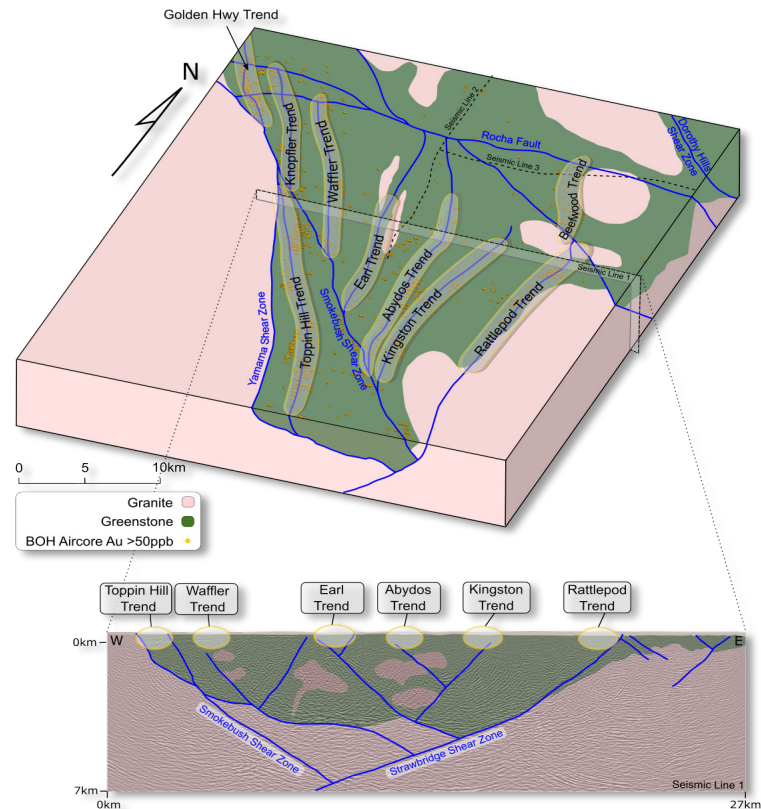 Golden Hwy Trend
N
Knopfler Trend
Waffler Trend
Seismic Line 2
Rocha Fault
Seismic Line 3
Dorothy Hills
Shear Zone
Beefwood Trend
Earl Trend
Abydos Trend
Kingston Trend
Seismic Line 1
Rattlepod Trend
Toppin Hill Trend
Smokebush Shear Zone
Yamarna Shear Zone
0 5 10km
Granite
Greenstone
BOH Aircore Au >50ppb
Toppin Hill
Trend
Waffler
Trend
Earl
Trend
Abydos
Trend
Kingston
Trend
Rattlepod
Trend
0km
W
E
Smokebush Shear Zone
Strawbridge Shear Zone
Seismic Line 1
7km
0km
27km